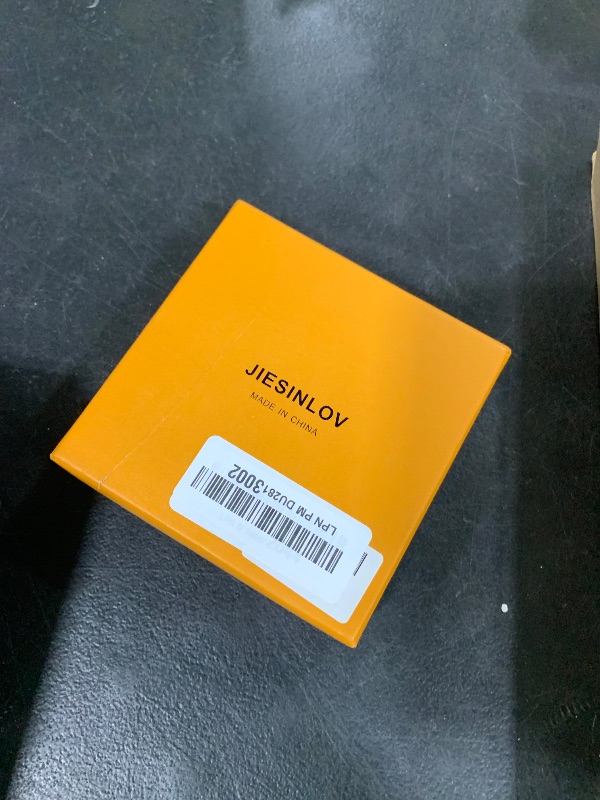 JIESINLOV
MADE IN CHINA
LPN PM DU2813002